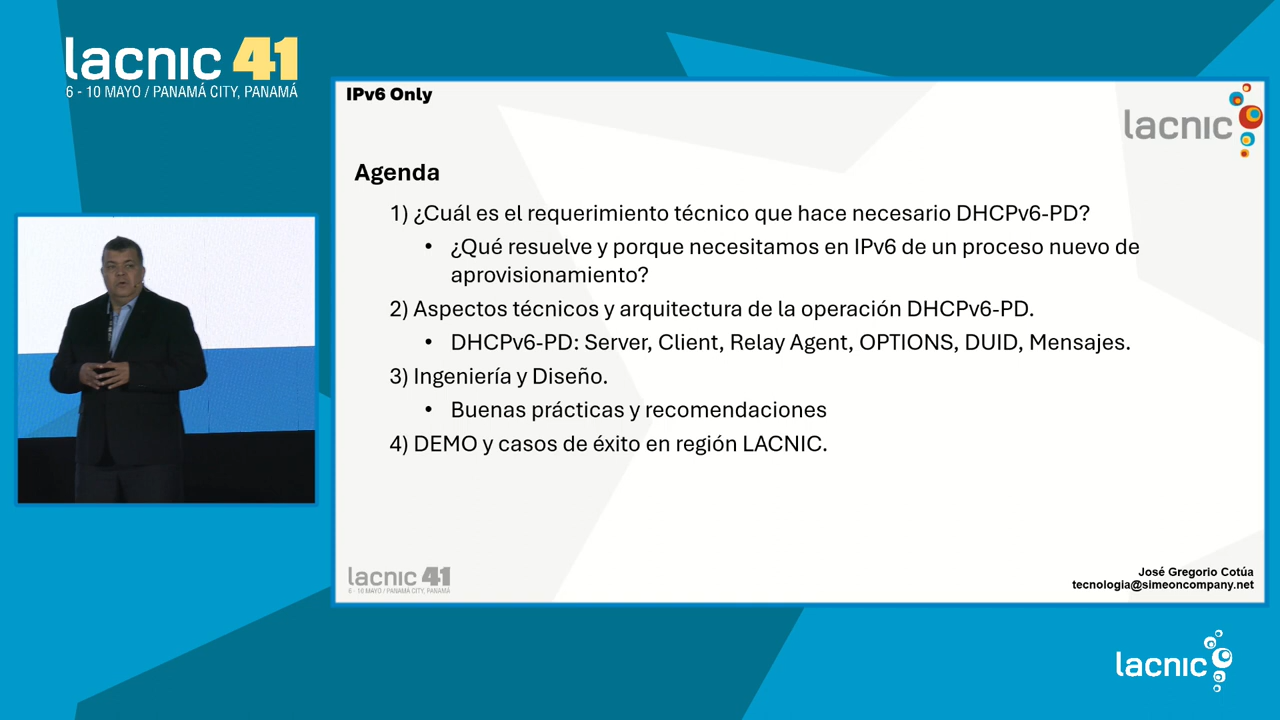 lacnic 41
6 - 10 MAYO / PANAMÁ CITY, PANAMÁ
IPv6 Only
lacnic
Agenda
1) ¿Cuál es el requerimiento técnico que hace necesario DHCPv6-PD?
• ¿Qué resuelve y porque necesitamos en IPv6 de un proceso nuevo de
aprovisionamiento?
2) Aspectos técnicos y arquitectura de la operación DHCPv6-PD.
• DHCPv6-PD: Server, Client, Relay Agent, OPTIONS, DUID, Mensajes.
3) Ingeniería y Diseño.
• Buenas prácticas y recomendaciones
4) DEMO y casos de éxito en región LACNIC.
lacnic 41
6 - 10 MAYO / PANAMÁ CITY, PANAMÁ
José Gregorio Cotúa
tecnologia@simeoncompany.net
lacnic